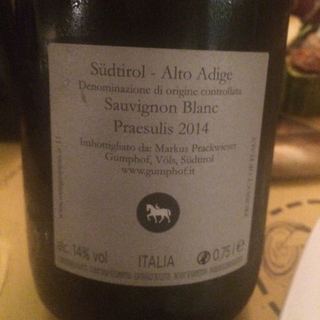 Südtirol - Alto Adige
Denominazione di origine controllata
Sauvignon Blanc
Praesulis 2014
Imbottigliato da: Markus Prackwieser
Gumphof, Völs, Südtirol
www.gumphof.it
alc. 14% vol
ITALIA
0,75 l e